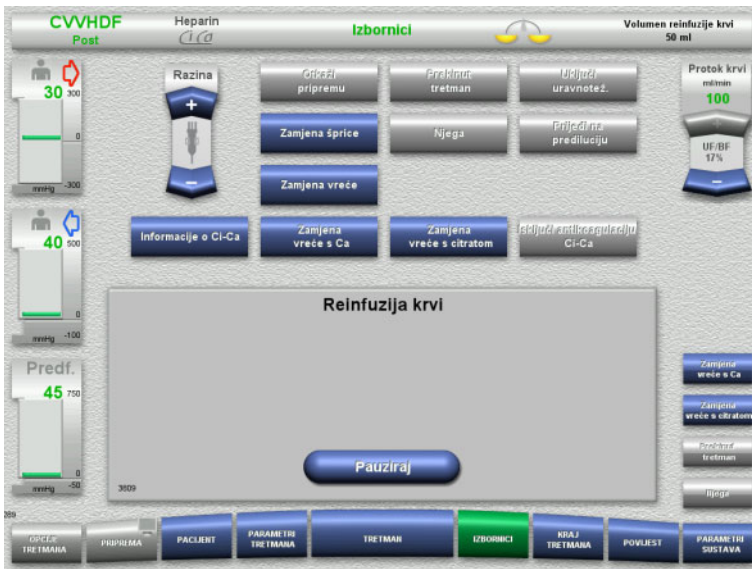 CVVHDF
Post
Heparin
Ci Ca
Izbornici
Volumen reinfuzije krvi
50 ml
30
300
0
mmHg -300
Razina
+
−
Otkaži
pripremu
Prekinut
tretman
Uključi
uravnotež.
Zamjena šprice
Njega
Prijeđi na
prediluciju
Zamjena vreće
Protok krvi
ml/min
100
+
UF/BF
17%
−
40
500
0
mmHg -100
Informacije o Ci-Ca
Zamjena
vreće s Ca
Zamjena
vreće s citratom
Isključi antikoagulaciju
Ci-Ca
Predf.
45
750
0
mmHg -50
Reinfuzija krvi
Pauziraj
3609
Zamjena
vreće s Ca
Zamjena
vreće s citratom
Prekinut
tretman
Njega
OPCIJE
TRETMANA
PRIPREMA
PACIJENT
PARAMETRI
TRETMANA
TRETMAN
IZBORNICI
KRAJ
TRETMANA
POVIJEST
PARAMETRI
SUSTAVA